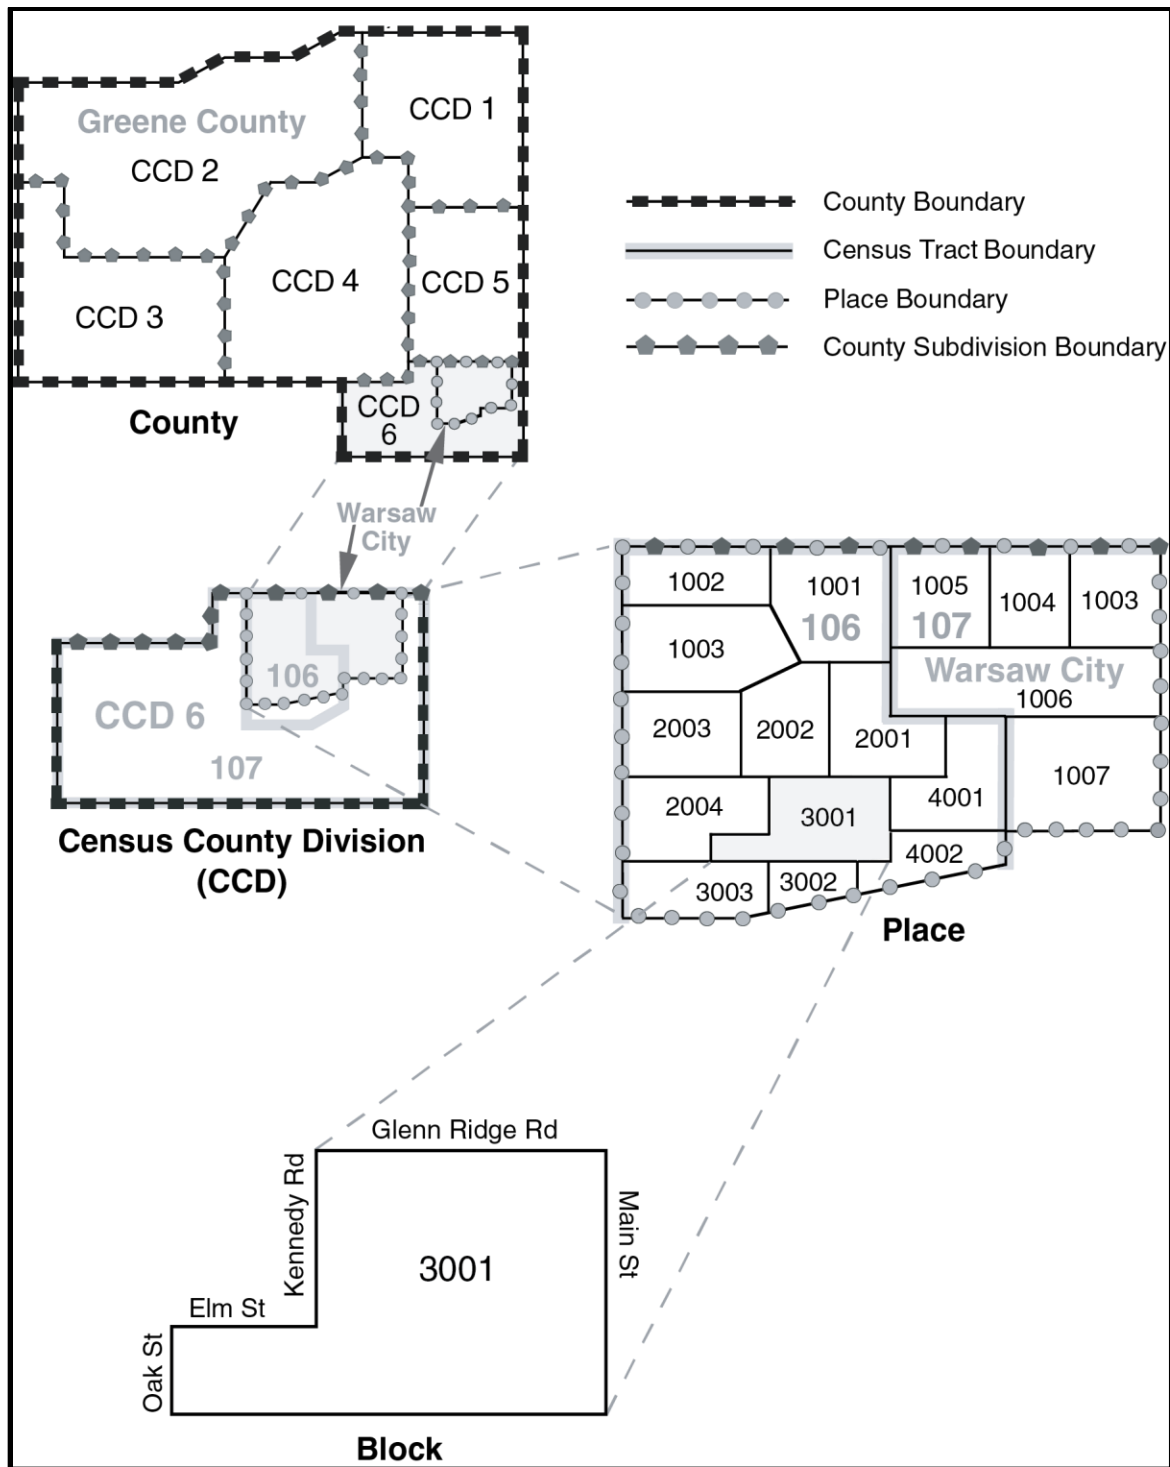 Greene County
CCD 1
CCD 2
CCD 3
CCD 4
CCD 5
CCD
6
County
County Boundary
Census Tract Boundary
Place Boundary
County Subdivision Boundary
Warsaw
City
106
CCD 6
107
Census County Division
(CCD)
1002
1001
1005
1004
1003
106
107
1003
Warsaw City
1006
2003
2002
2001
1007
2004
3001
4001
4002
3003
3002
Place
Glenn Ridge Rd
Kennedy Rd
Main St
3001
Elm St
Oak St
Block